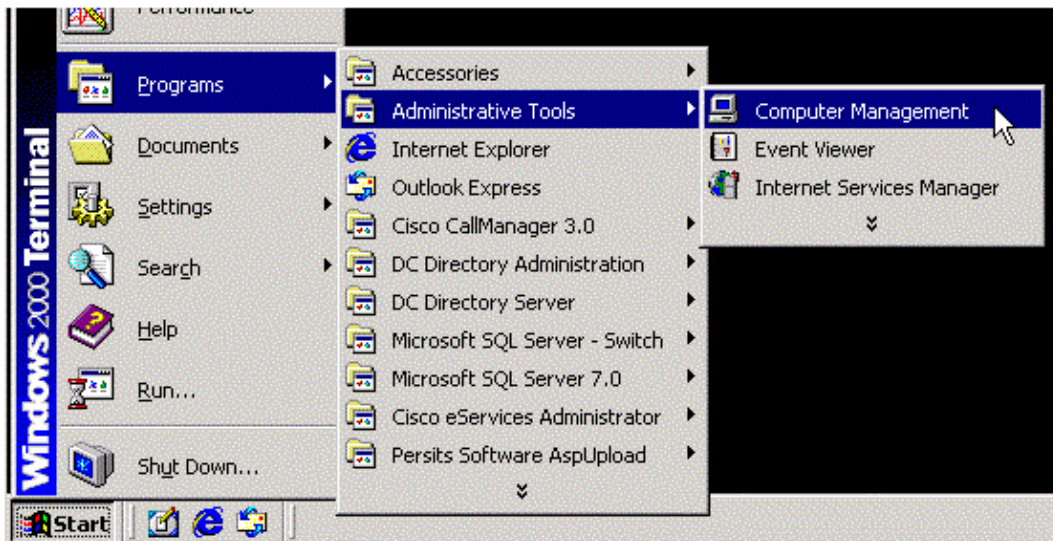 Performance
Programs
Documents
Settings
Search
Help
Run...
Shut Down...
Windows 2000 Terminal
Start
Accessories
Administrative Tools
Internet Explorer
Outlook Express
Cisco CallManager 3.0
DC Directory Administration
DC Directory Server
Microsoft SQL Server - Switch
Microsoft SQL Server 7.0
Cisco eServices Administrator
Persits Software AspUpload
Computer Management
Event Viewer
Internet Services Manager